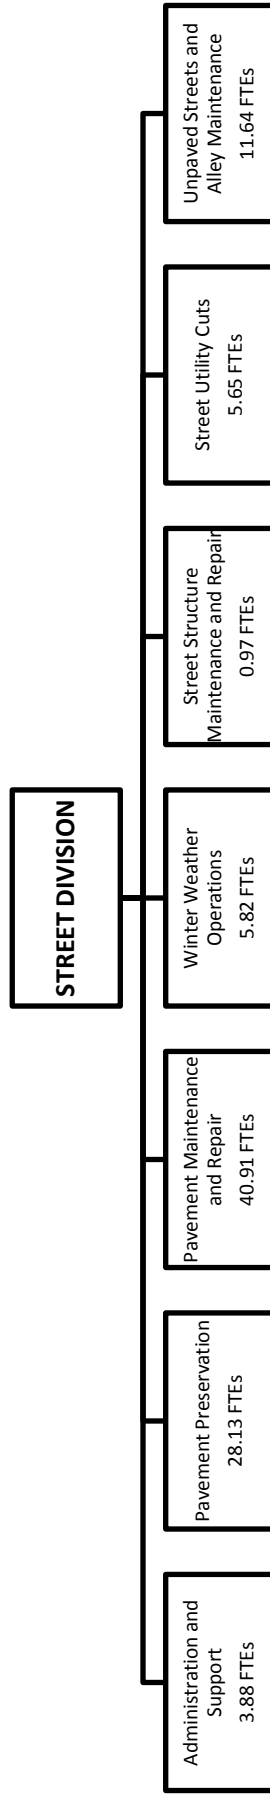 STREET DIVISION
Administration and
Support
3.88 FTEs
Pavement Preservation
28.13 FTEs
Pavement Maintenance
and Repair
40.91 FTEs
Winter Weather
Operations
5.82 FTEs
Street Structure
Maintenance and Repair
0.97 FTEs
Street Utility Cuts
5.65 FTEs
Unpaved Streets and
Alley Maintenance
11.64 FTEs